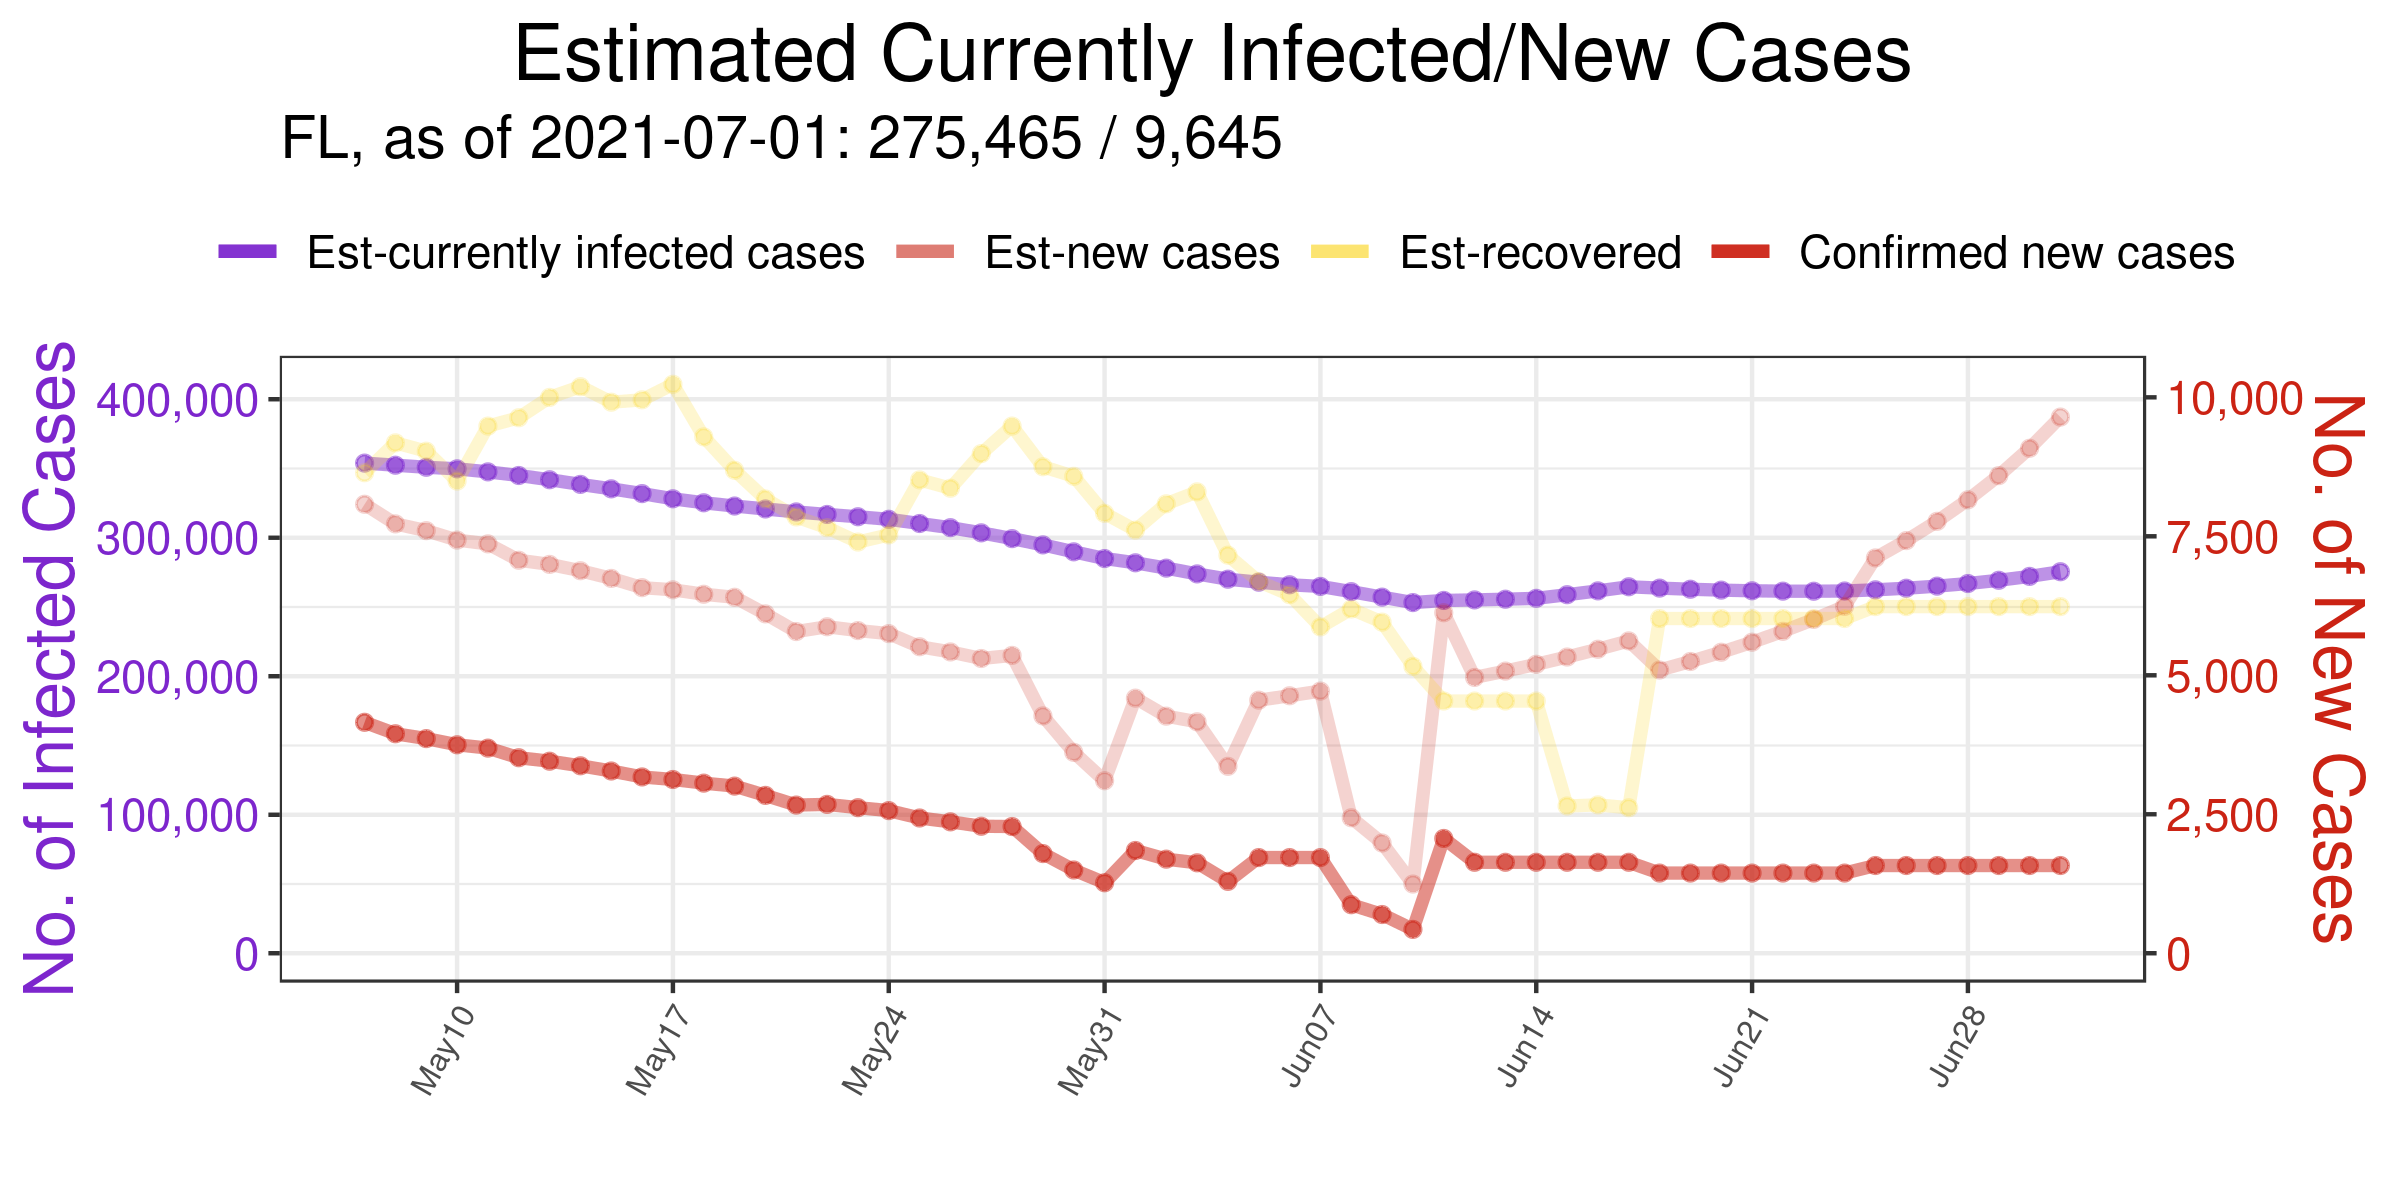 Estimated Currently Infected/New Cases
FL, as of 2021-07-01: 275,465 / 9,645
Est-currently infected cases
Est-new cases
Est-recovered
Confirmed new cases
No. of Infected Cases
400,000
300,000
200,000
100,000
0
10,000
7,500
5,000
2,500
0
No. of New Cases
May10
May17
May24
May31
Jun07
Jun14
Jun21
Jun28